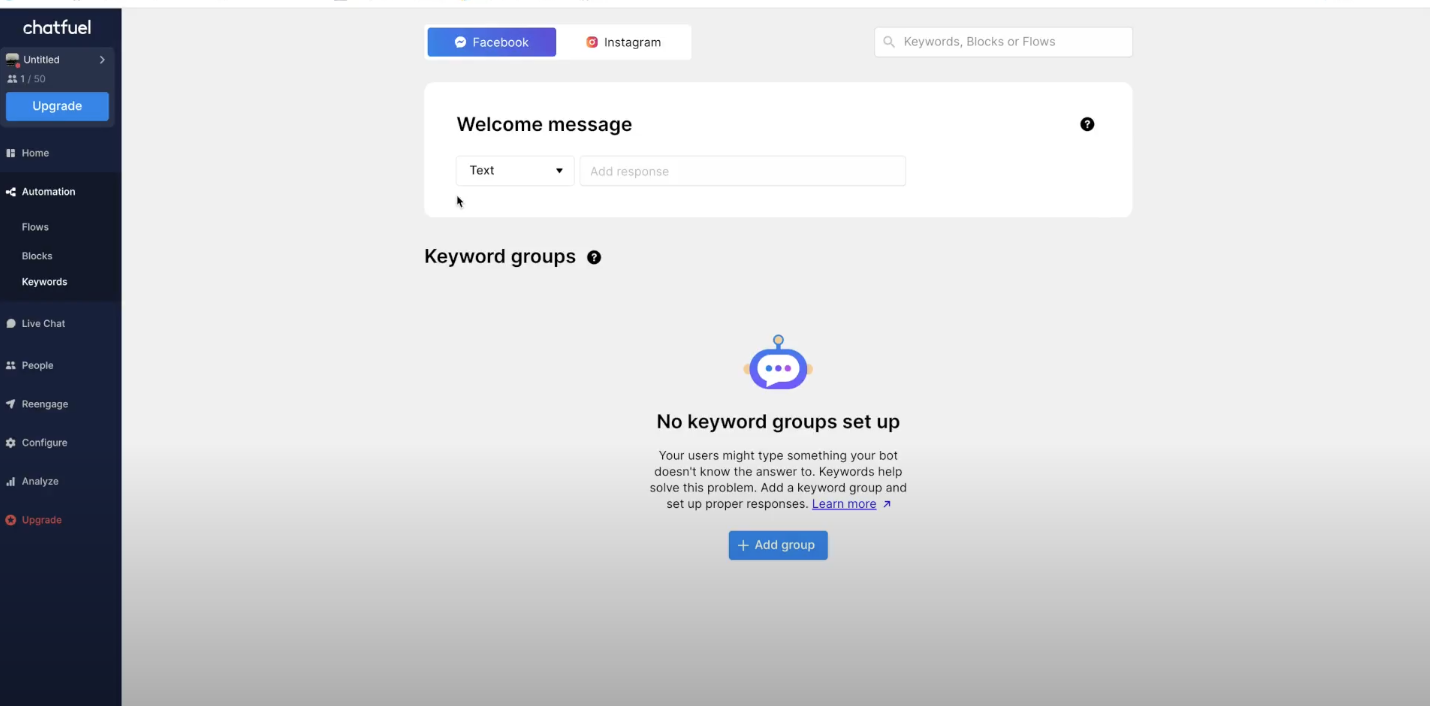 chatfuel
Untitled
1 / 50
Upgrade
Home
Automation
Flows
Blocks
Keywords
Live Chat
People
Reengage
Configure
Analyze
Upgrade
Facebook
Instagram
Keywords, Blocks or Flows
Welcome message
?
Text
Add response
Keyword groups ?
No keyword groups set up
Your users might type something your bot
doesn't know the answer to. Keywords help
solve this problem. Add a keyword group and
set up proper responses. Learn more ↗
+ Add group